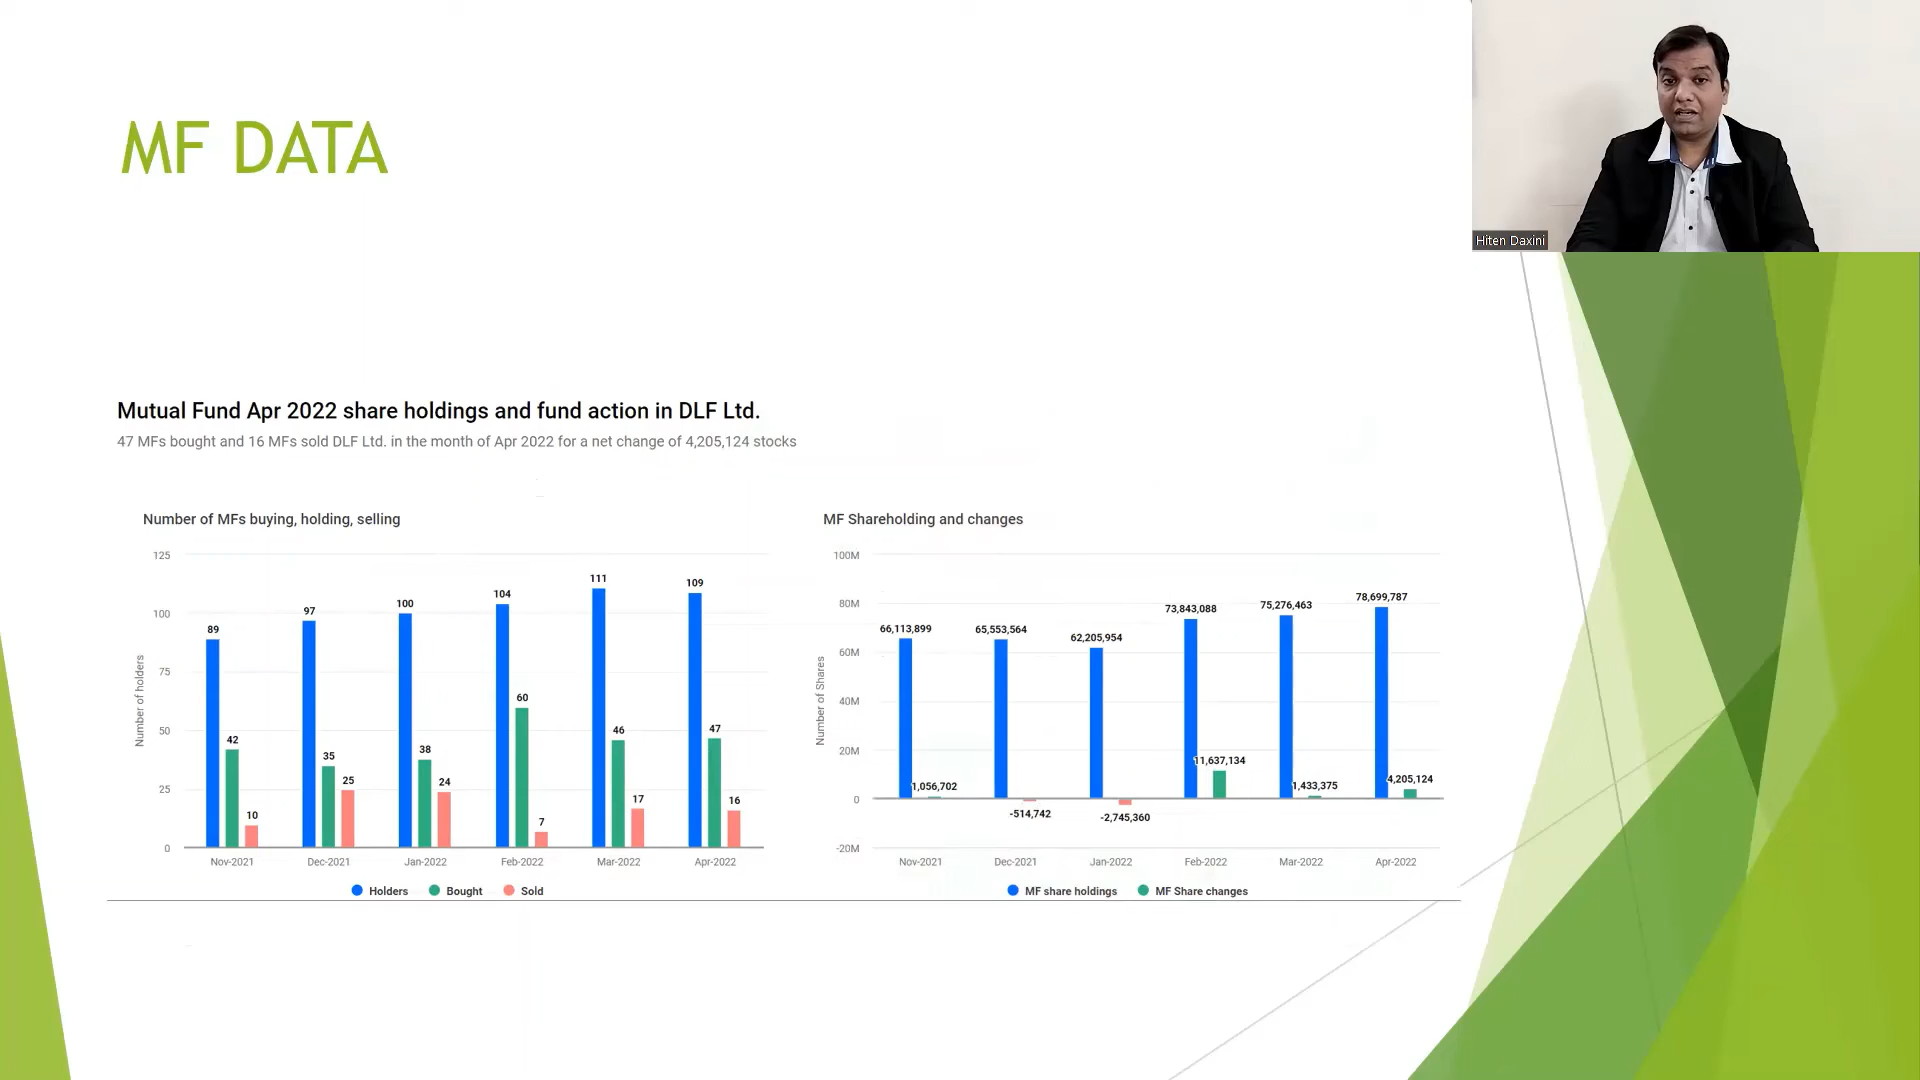 Hiten Daxini
MF DATA
Mutual Fund Apr 2022 share holdings and fund action in DLF Ltd.
47 MFs bought and 16 MFs sold DLF Ltd. in the month of Apr 2022 for a net change of 4,205,124 stocks
Number of MFs buying, holding, selling
125
100
75
50
25
0
Number of holders
89
42
10
97
35
25
100
38
24
104
60
7
111
46
17
109
47
16
Nov-2021
Dec-2021
Jan-2022
Feb-2022
Mar-2022
Apr-2022
Holders
Bought
Sold
MF Shareholding and changes
100M
80M
60M
40M
20M
0
-20M
Number of Shares
66,113,899
1,056,702
65,553,564
-514,742
62,205,954
-2,745,360
73,843,088
11,637,134
75,276,463
1,433,375
78,699,787
4,205,124
Nov-2021
Dec-2021
Jan-2022
Feb-2022
Mar-2022
Apr-2022
MF share holdings
MF Share changes